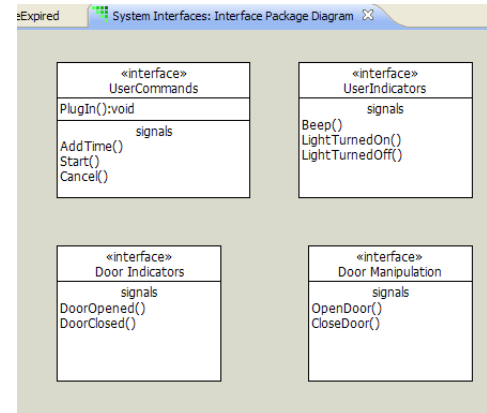 eExpired
System Interfaces: Interface Package Diagram
«interface»
UserCommands
PlugIn():void
signals
AddTime()
Start()
Cancel()
«interface»
UserIndicators
signals
Beep()
LightTurnedOn()
LightTurnedOff()
«interface»
Door Indicators
signals
DoorOpened()
DoorClosed()
«interface»
Door Manipulation
signals
OpenDoor()
CloseDoor()